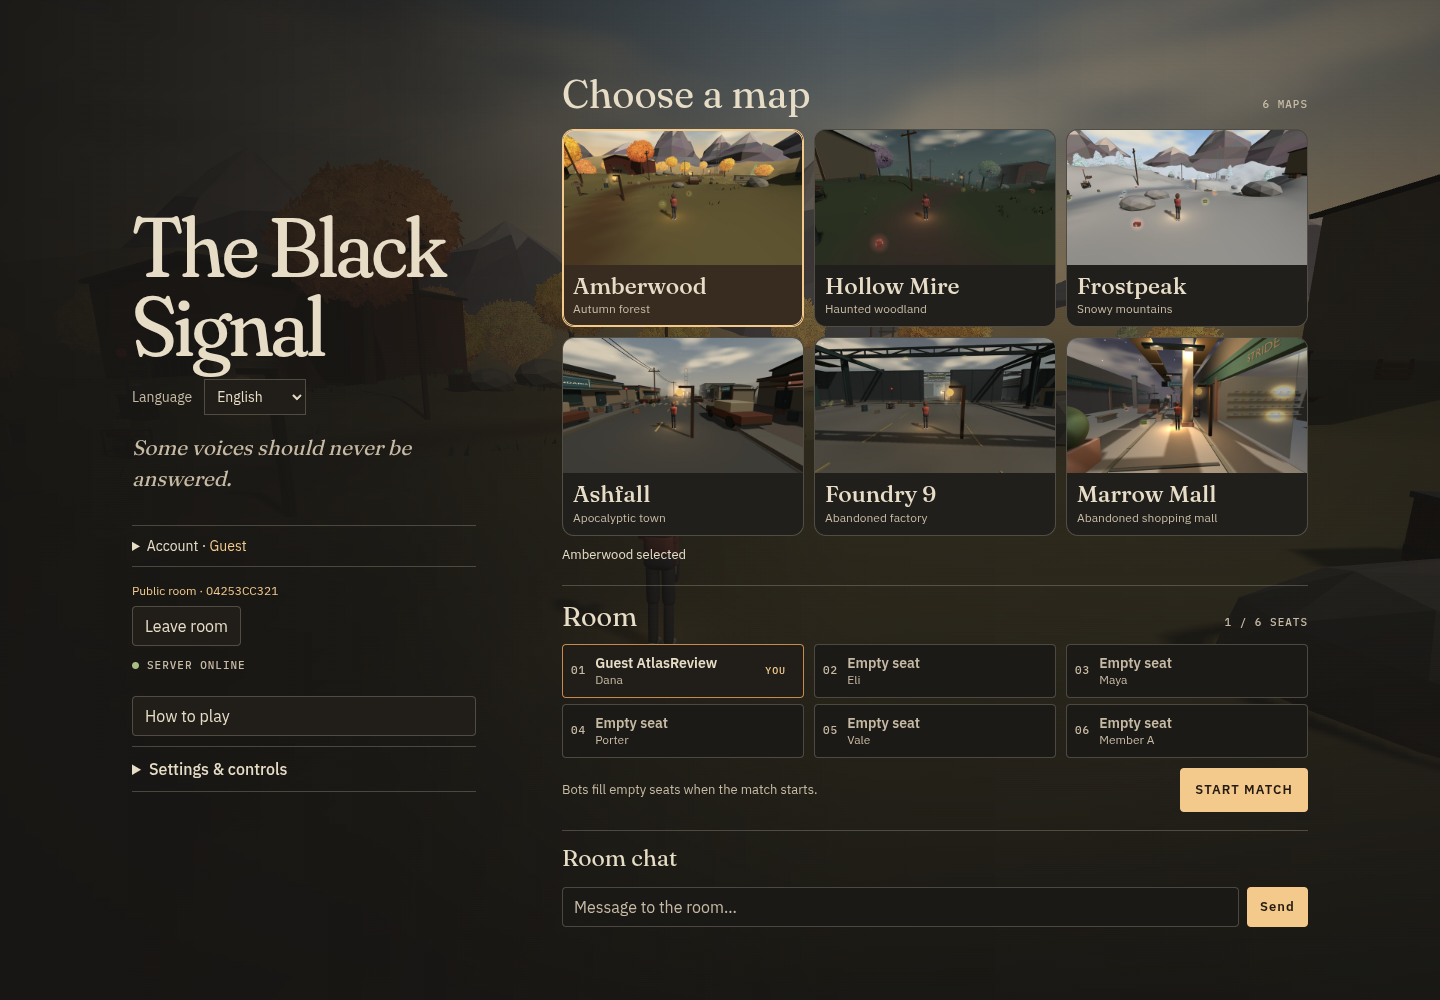 The Black
Signal
Language
English
Some voices should never be
answered.
Account · Guest
Public room · 04253CC321
Leave room
SERVER ONLINE
How to play
Settings & controls
Choose a map
6 MAPS
Amberwood
Autumn forest
Hollow Mire
Haunted woodland
Frostpeak
Snowy mountains
STRIDE
Ashfall
Apocalyptic town
Foundry 9
Abandoned factory
Marrow Mall
Abandoned shopping mall
Amberwood selected
Room
1 / 6 SEATS
01 Guest AtlasReview YOU
Dana
02 Empty seat
Eli
03 Empty seat
Maya
04 Empty seat
Porter
05 Empty seat
Vale
06 Empty seat
Member A
Bots fill empty seats when the match starts.
START MATCH
Room chat
Message to the room...
Send